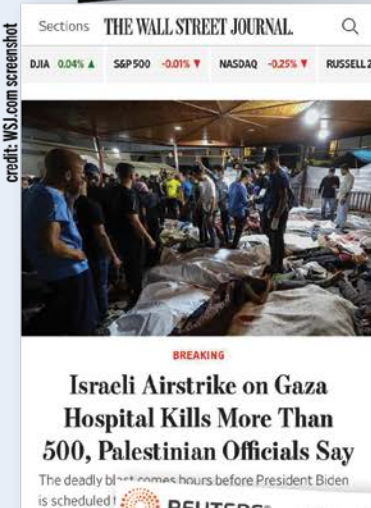 credit: WSJ.com screenshot
Sections THE WALL STREET JOURNAL.
DJIA 0.04% ▲ S&P 500 -0.01% ▼ NASDAQ -0.25% ▼ RUSSELL 2
BREAKING
Israeli Airstrike on Gaza
Hospital Kills More Than
500, Palestinian Officials Say
The deadly blast comes hours before President Biden
is scheduled
REUTERS